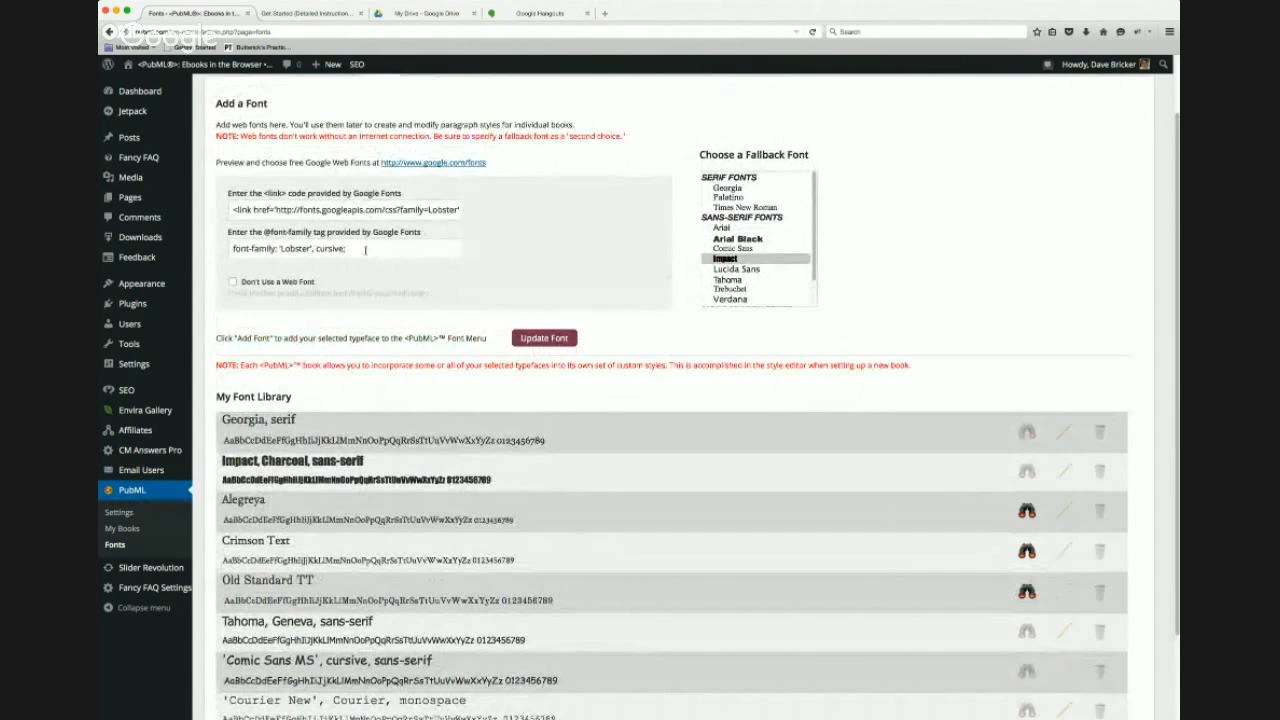 Fonts ‹ <PubML®>: Ebooks in t...
Get Started (Detailed Instruction...
My Drive - Google Drive
Google Hangouts
Google
php?page=fonts
Search
Most Visited
Getting Started
Butterick's Practi...
<PubML®>: Ebooks in the Browser •...
0
New
SEO
Howdy, Dave Bricker
Dashboard
Jetpack
Posts
Fancy FAQ
Media
Pages
Comments
Downloads
Feedback
Appearance
Plugins
Users
Tools
Settings
SEO
Envira Gallery
Affiliates
CM Answers Pro
Email Users
PubML
Settings
My Books
Fonts
Slider Revolution
Fancy FAQ Settings
Collapse menu
Add a Font
Add web fonts here. You'll use them later to create and modify paragraph styles for individual books.
NOTE: Web fonts don't work without an internet connection. Be sure to specify a fallback font as a 'second choice.'
Preview and choose free Google Web Fonts at http://www.google.com/fonts
Enter the <link> code provided by Google Fonts
<link href='http://fonts.googleapis.com/css?family=Lobster'
Enter the @font-family tag provided by Google Fonts
font-family: 'Lobster', cursive;
Don't Use a Web Font
Choose a Fallback Font
SERIF FONTS
Georgia
Palatino
Times New Roman
SANS-SERIF FONTS
Arial
Arial Black
Comic Sans
Impact
Lucida Sans
Tahoma
Trebuchet
Verdana
Click "Add Font" to add your selected typeface to the <PubML>™ Font Menu
Update Font
NOTE: Each <PubML>™ book allows you to incorporate some or all of your selected typefaces into its own set of custom styles. This is accomplished in the style editor when setting up a new book.
My Font Library
Georgia, serif
AaBbCcDdEeFfGgHhIiJjKkLlMmNnOoPpQqRrSsTtUuVvWwXxYyZz 0123456789
Impact, Charcoal, sans-serif
AaBbCcDdEeFfGgHhIiJjKkLlMmNnOoPpQqRrSsTtUuVvWwXxYyZz 0123456789
Alegreya
AaBbCcDdEeFfGgHhIiJjKkLlMmNnOoPpQqRrSsTtUuVvWwXxYyZz 0123456789
Crimson Text
AaBbCcDdEeFfGgHhIiJjKkLlMmNnOoPpQqRrSsTtUuVvWwXxYyZz 0123456789
Old Standard TT
AaBbCcDdEeFfGgHhIiJjKkLlMmNnOoPpQqRrSsTtUuVvWwXxYyZz 0123456789
Tahoma, Geneva, sans-serif
AaBbCcDdEeFfGgHhIiJjKkLlMmNnOoPpQqRrSsTtUuVvWwXxYyZz 0123456789
'Comic Sans MS', cursive, sans-serif
AaBbCcDdEeFfGgHhIiJjKkLlMmNnOoPpQqRrSsTtUuVvWwXxYyZz 0123456789
'Courier New', Courier, monospace